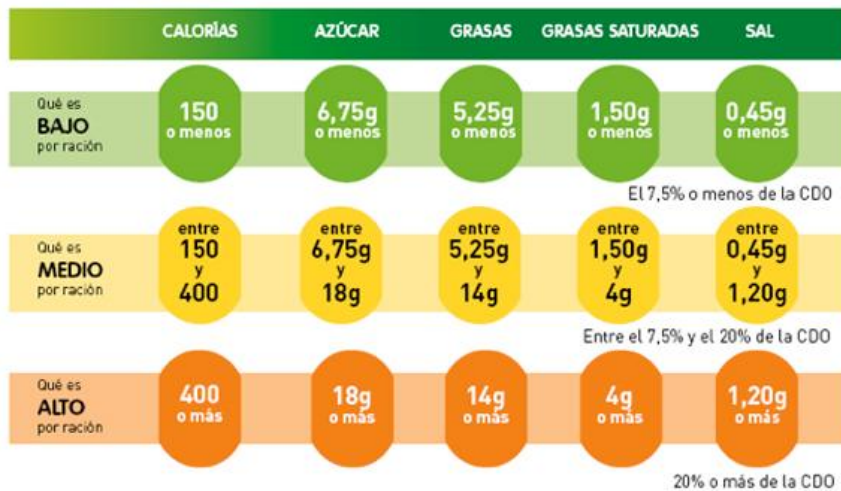 CALORÌAS AZÚCAR GRASAS GRASAS SATURADAS SAL
Qué es
BAJO
por ración
150
o menos
6,75g
o menos
5,25g
o menos
1,50g
o menos
0,45g
o menos
El 7,5% o menos de la CDO
Qué es
MEDIO
por ración
entre
150
y
400
entre
6,75g
y
18g
entre
5,25g
y
14g
entre
1,50g
y
4g
entre
0,45g
y
1,20g
Entre el 7,5% y el 20% de la CDO
Qué es
ALTO
por ración
400
o más
18g
o más
14g
o más
4g
o más
1,20g
o más
20% o más de la CDO